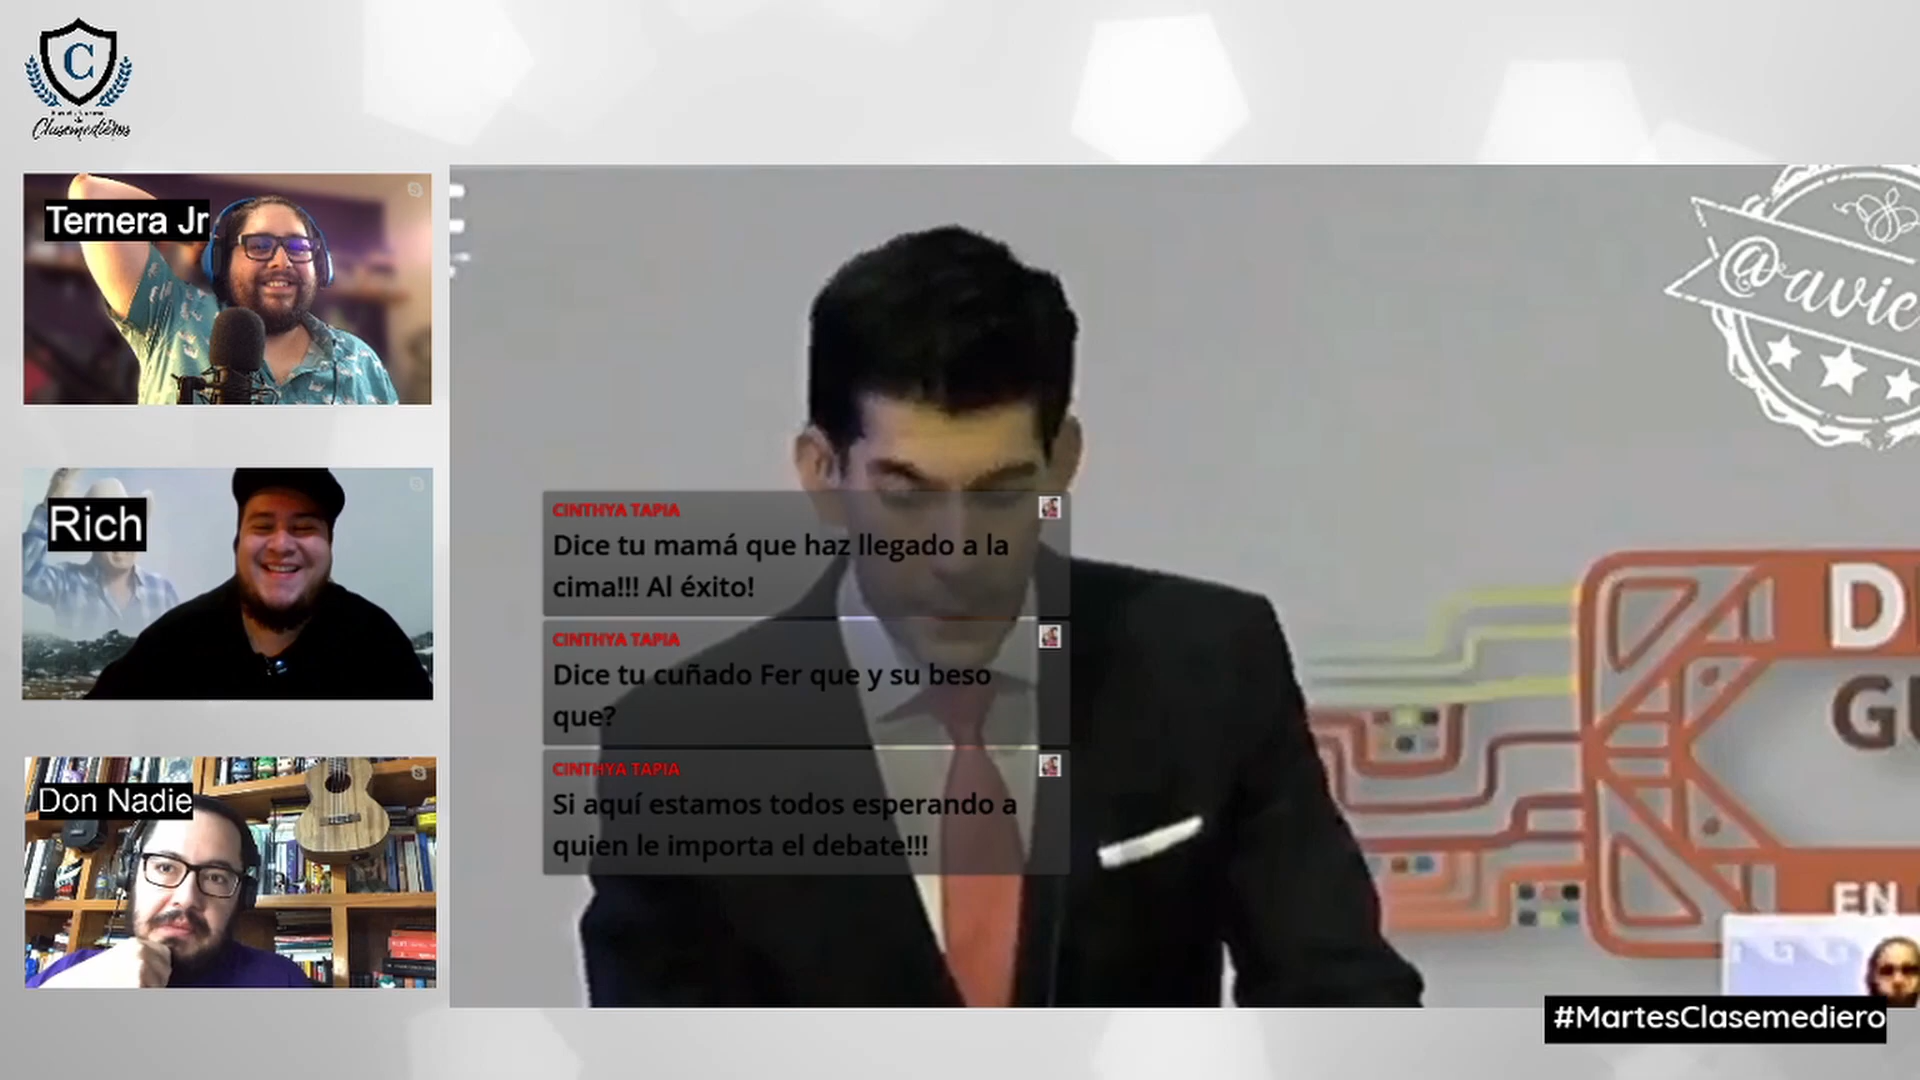 C
Clasemedieros
Ternera Jr
Rich
Don Nadie
@avie
CINTHYA TAPIA
Dice tu mamá que haz llegado a la
cima!!! Al éxito!
CINTHYA TAPIA
Dice tu cuñado Fer que y su beso
que?
CINTHYA TAPIA
Si aquí estamos todos esperando a
quien le importa el debate!!!
EN
#MartesClasemediero